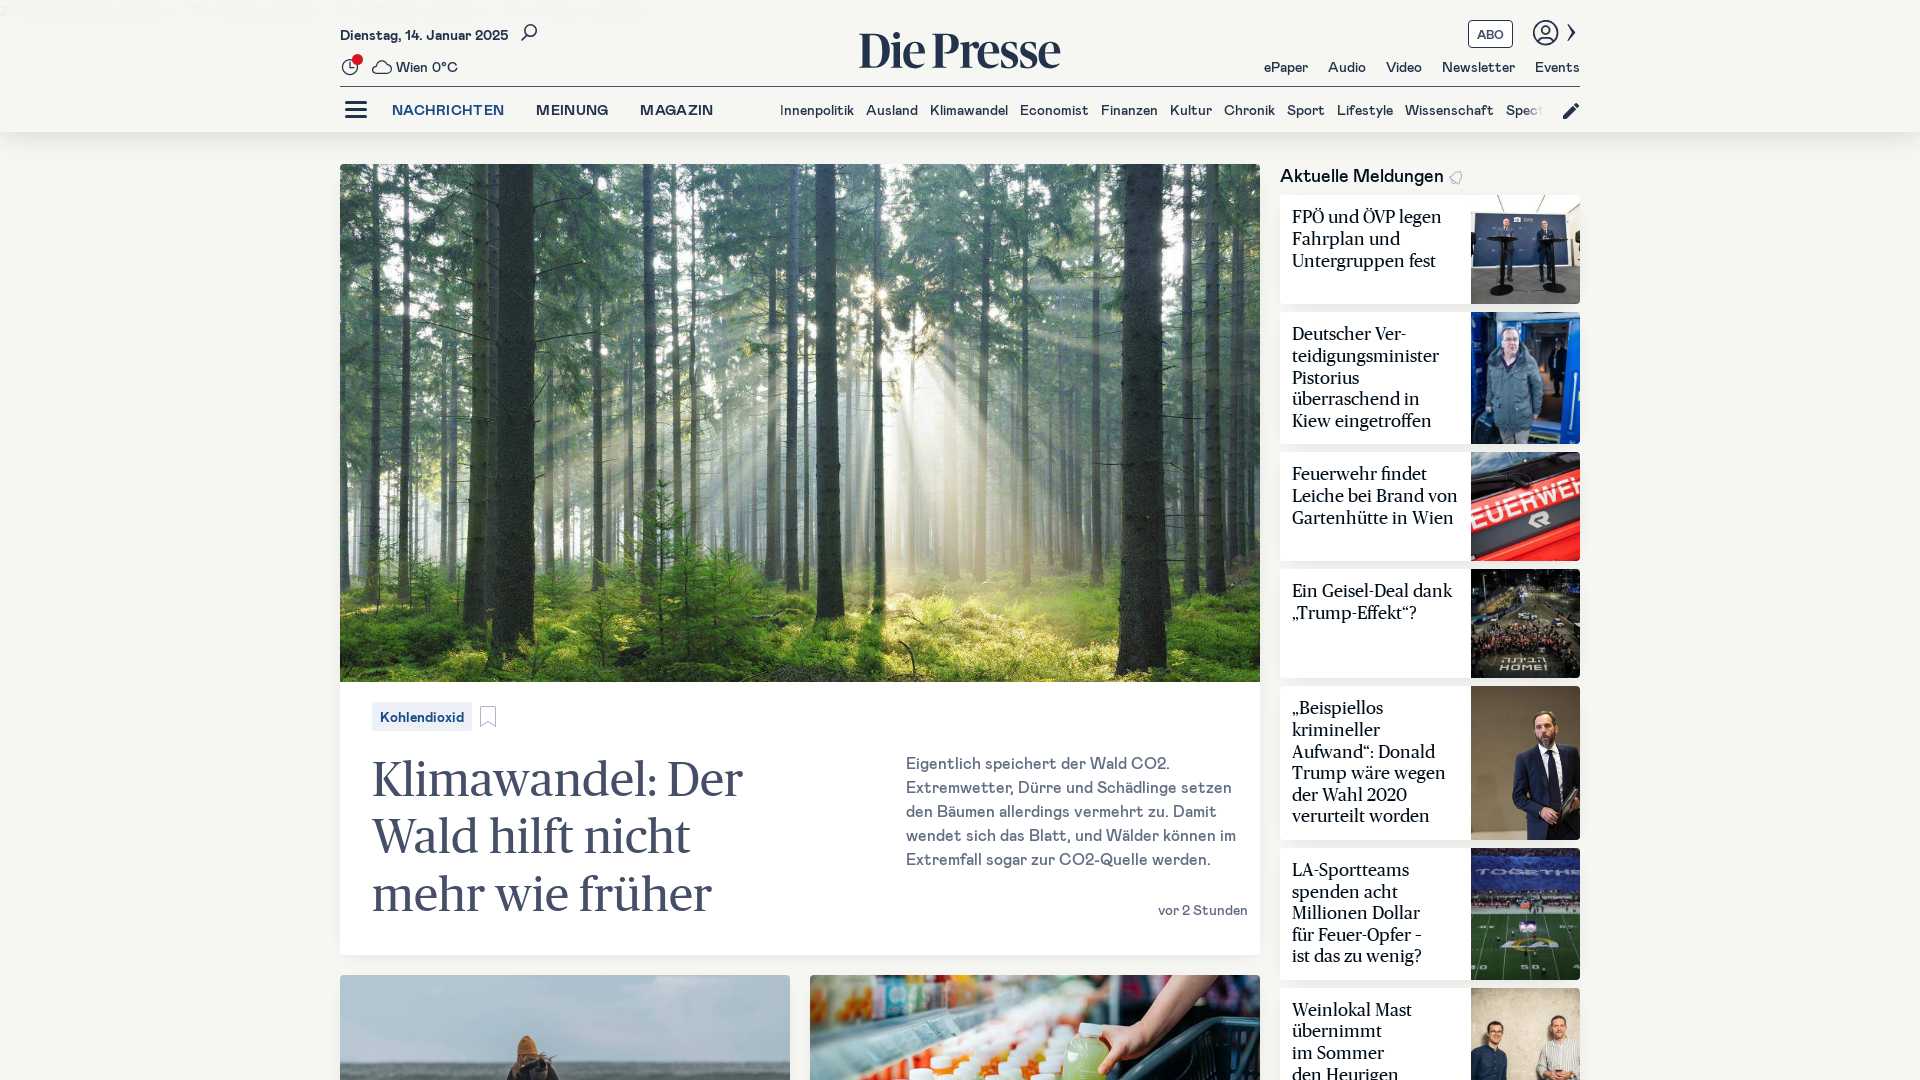 Dienstag, 14. Januar 2025
Wien 0°C
Die Presse
ABO
ePaper
Audio
Video
Newsletter
Events
NACHRICHTEN
MEINUNG
MAGAZIN
Innenpolitik
Ausland
Klimawandel
Economist
Finanzen
Kultur
Chronik
Sport
Lifestyle
Wissenschaft
Spect
Kohlendioxid
Klimawandel: Der
Wald hilft nicht
mehr wie früher
Eigentlich speichert der Wald CO2.
Extremwetter, Dürre und Schädlinge setzen
den Bäumen allerdings vermehrt zu. Damit
wendet sich das Blatt, und Wälder können im
Extremfall sogar zur CO2-Quelle werden.
vor 2 Stunden
Aktuelle Meldungen
FPÖ und ÖVP legen
Fahrplan und
Untergruppen fest
Deutscher Ver-
teidigungsminister
Pistorius
überraschend in
Kiew eingetroffen
Feuerwehr findet
Leiche bei Brand von
Gartenhütte in Wien
EUERWEH
Ein Geisel-Deal dank
„Trump-Effekt“?
הביתה
HOME!
„Beispiellos
krimineller
Aufwand“: Donald
Trump wäre wegen
der Wahl 2020
verurteilt worden
LA-Sportteams
spenden acht
Millionen Dollar
für Feuer-Opfer –
ist das zu wenig?
TOGETHE
Weinlokal Mast
übernimmt
im Sommer
den Heurigen